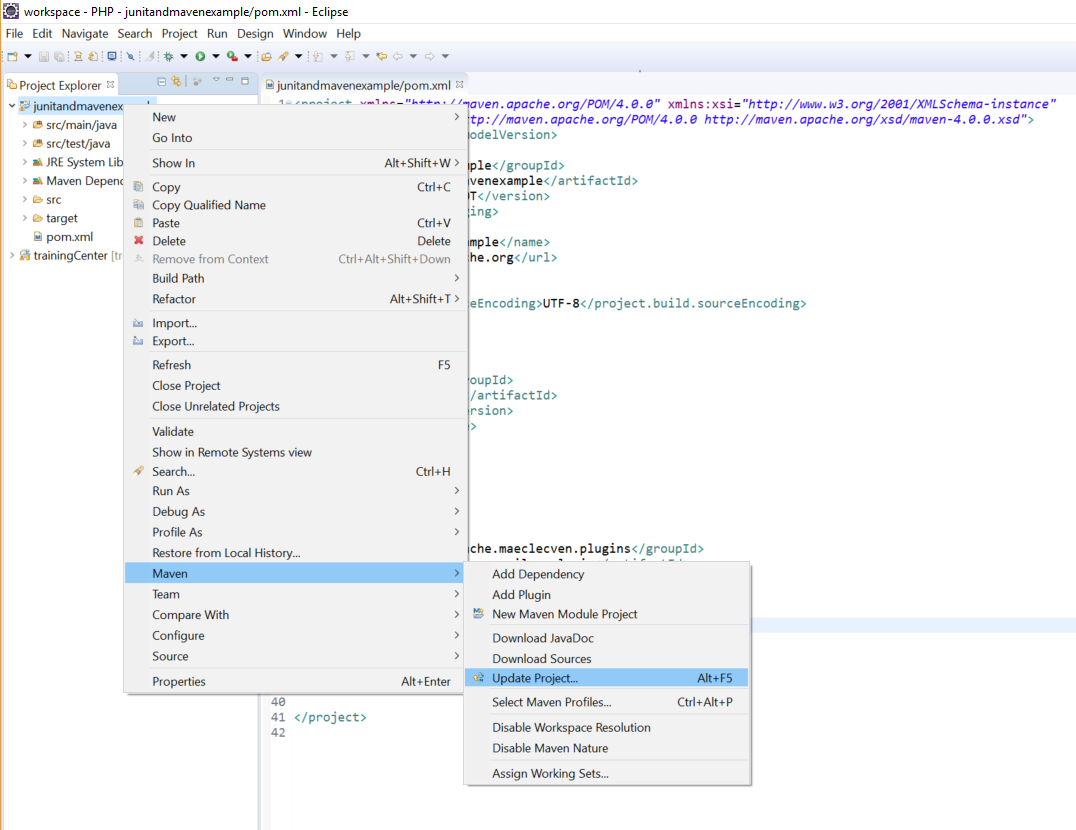 workspace - PHP - junitandmavenexample/pom.xml - Eclipse
File Edit Navigate Search Project Run Design Window Help
Project Explorer
junitandmavenexample/pom.xml
junitandmavenex
src/main/java
src/test/java
JRE System Lib
Maven Depend
src
target
pom.xml
trainingCenter [tr
New
Go Into
Show In Alt+Shift+W
Copy Ctrl+C
Copy Qualified Name
Paste Ctrl+V
Delete Delete
Remove from Context Ctrl+Alt+Shift+Down
Build Path
Refactor Alt+Shift+T
Import...
Export...
Refresh F5
Close Project
Close Unrelated Projects
Validate
Show in Remote Systems view
Search... Ctrl+H
Run As
Debug As
Profile As
Restore from Local History...
Maven
Team
Compare With
Configure
Source
Properties Alt+Enter
1 <project xmlns="http://maven.apache.org/POM/4.0.0" xmlns:xsi="http://www.w3.org/2001/XMLSchema-instance"
tp://maven.apache.org/POM/4.0.0 http://maven.apache.org/xsd/maven-4.0.0.xsd">
odelVersion>
ple</groupId>
venexample</artifactId>
T</version>
ing>
mple</name>
che.org</url>
eEncoding>UTF-8</project.build.sourceEncoding>
oupId>
/artifactId>
rsion>
>
che.maeclecven.plugins</groupId>
Add Dependency
Add Plugin
New Maven Module Project
Download JavaDoc
Download Sources
Update Project... Alt+F5
Select Maven Profiles... Ctrl+Alt+P
Disable Workspace Resolution
Disable Maven Nature
Assign Working Sets...
40
41 </project>
42